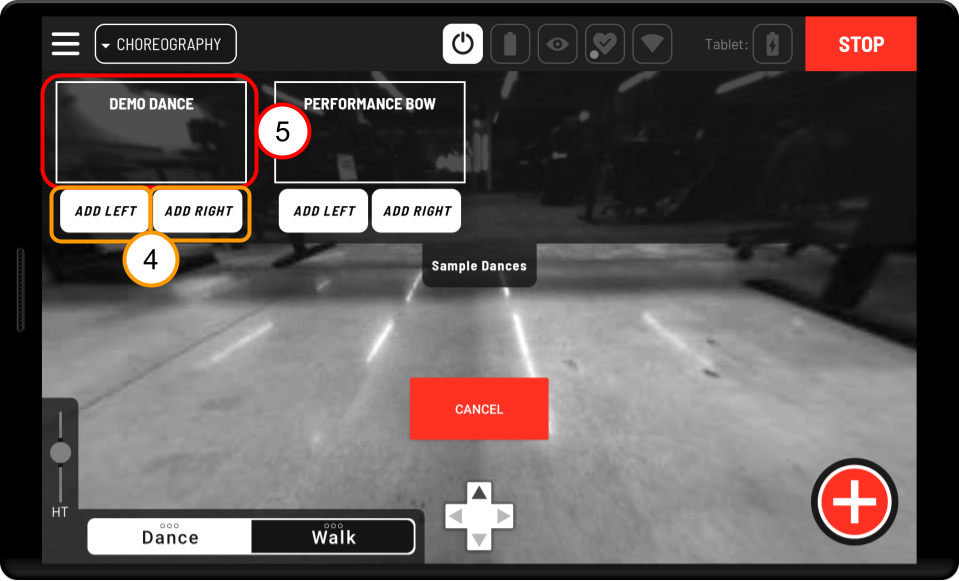 CHOREOGRAPHY
Tablet:
STOP
DEMO DANCE
PERFORMANCE BOW
5
ADD LEFT
ADD RIGHT
ADD LEFT
ADD RIGHT
4
Sample Dances
CANCEL
HT
Dance
Walk